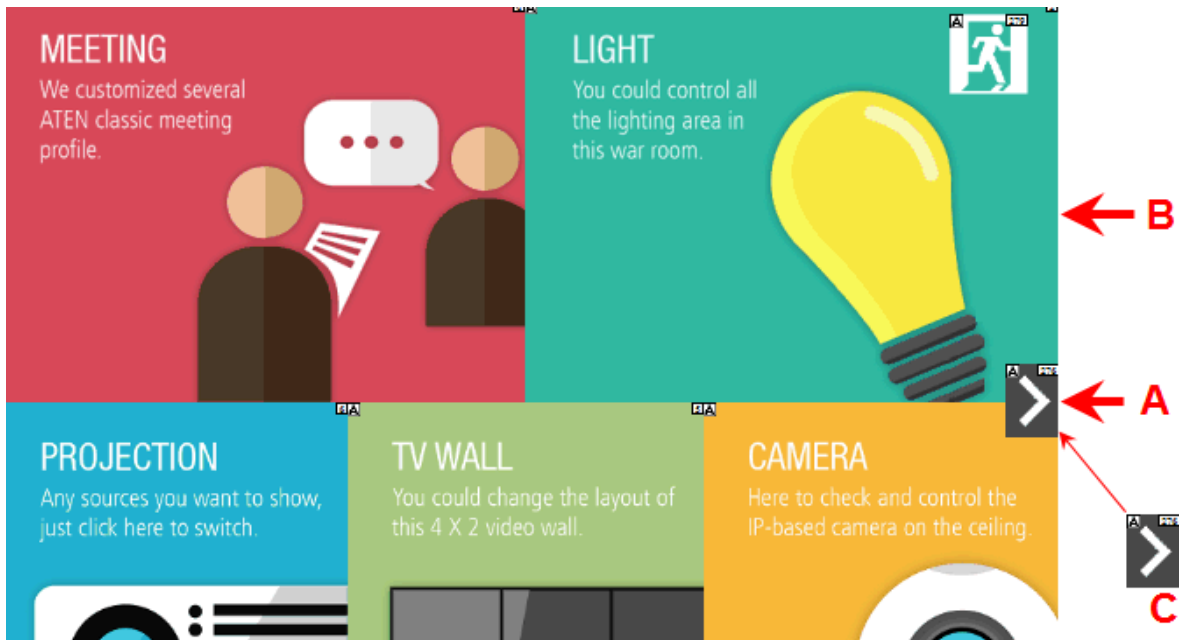 MEETING
We customized several
ATEN classic meeting
profile.
LIGHT
You could control all
the lighting area in
this war room.
A
B
A
A
PROJECTION
Any sources you want to show,
just click here to switch.
A
TV WALL
You could change the layout of
this 4 X 2 video wall.
A
CAMERA
Here to check and control the
IP-based camera on the ceiling.
A
A
C